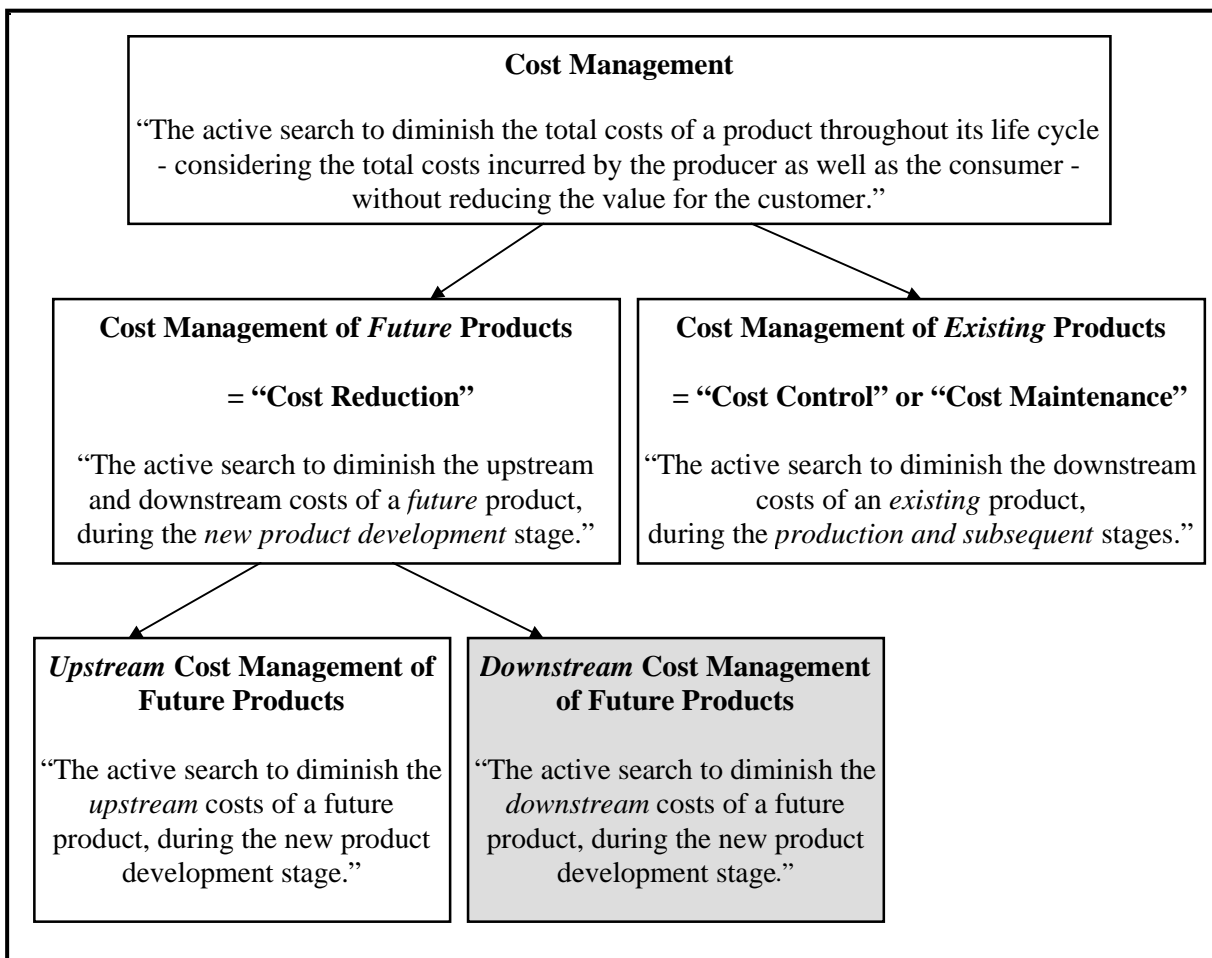 Cost Management
“The active search to diminish the total costs of a product throughout its life cycle
- considering the total costs incurred by the producer as well as the consumer -
without reducing the value for the customer.”
Cost Management of Future Products
= “Cost Reduction”
“The active search to diminish the upstream
and downstream costs of a future product,
during the new product development stage.”
Cost Management of Existing Products
= “Cost Control” or “Cost Maintenance”
“The active search to diminish the downstream
costs of an existing product,
during the production and subsequent stages.”
Upstream Cost Management of
Future Products
“The active search to diminish the
upstream costs of a future
product, during the new product
development stage.”
Downstream Cost Management
of Future Products
“The active search to diminish the
downstream costs of a future
product, during the new product
development stage.”